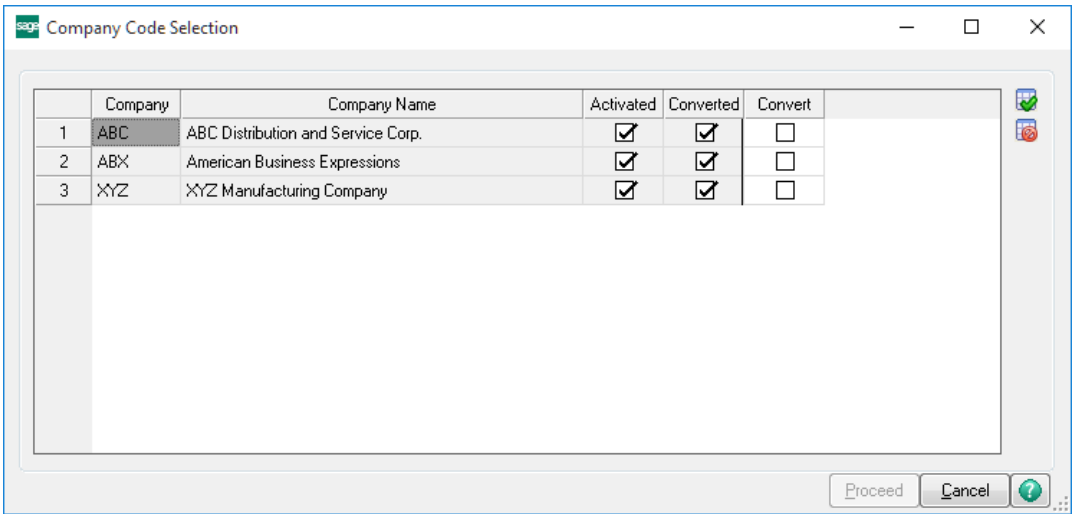 sage Company Code Selection
Company Company Name Activated Converted Convert
1 ABC ABC Distribution and Service Corp.
2 ABX American Business Expressions
3 XYZ XYZ Manufacturing Company
Proceed Cancel ?